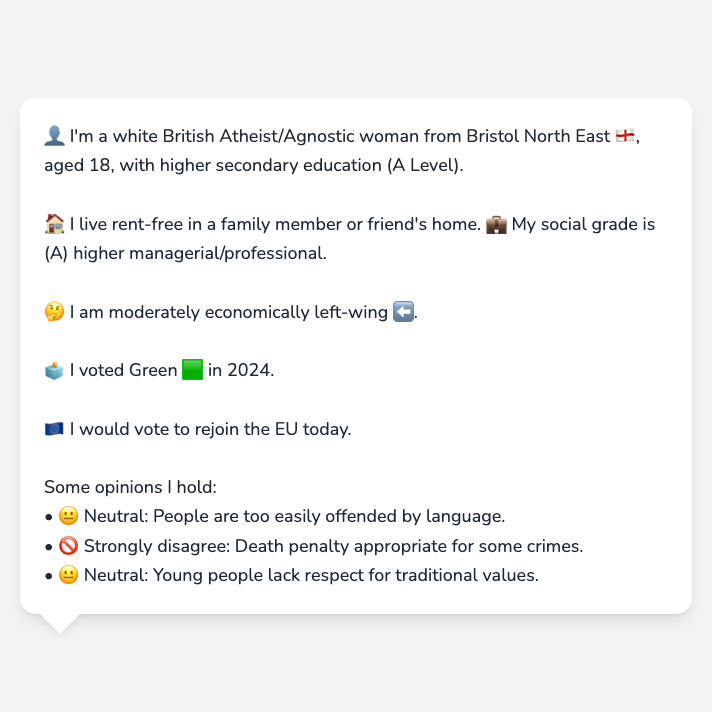 👤 I'm a white British Atheist/Agnostic woman from Bristol North East 🏴󠁧󠁢󠁥󠁮󠁧󠁿,
aged 18, with higher secondary education (A Level).
🏠 I live rent-free in a family member or friend's home. 💼 My social grade is
(A) higher managerial/professional.
🤔 I am moderately economically left-wing ⬅️.
🗳️ I voted Green 🟩 in 2024.
🇪🇺 I would vote to rejoin the EU today.
Some opinions I hold:
• 😐 Neutral: People are too easily offended by language.
• 🚫 Strongly disagree: Death penalty appropriate for some crimes.
• 😐 Neutral: Young people lack respect for traditional values.